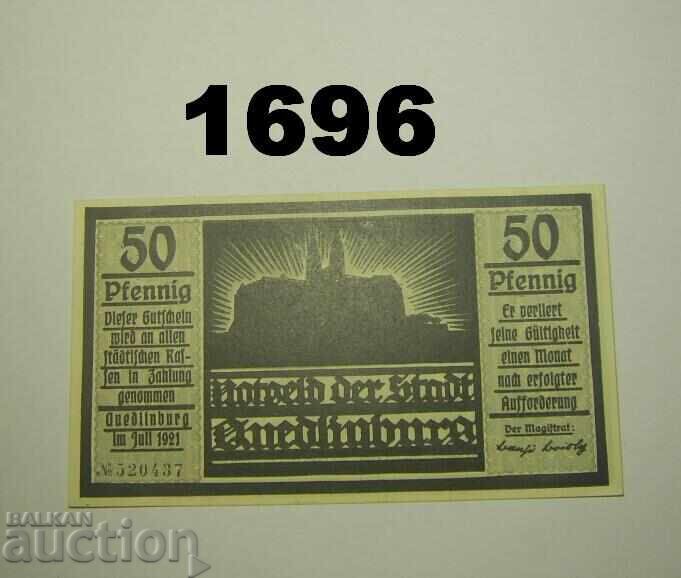 1696
50
Pfennig
Dieser Gutschein
wird an allen
städtischen Kas-
sen in Zahlung
genommen
Quedlinburg
im Juli 1921
№ 520437
Notgeld der Stadt
Quedlinburg
50
Pfennig
Er verliert
seine Gültigkeit
einen Monat
nach erfolgter
Aufforderung
Der Magistrat:
BALKAN
auction